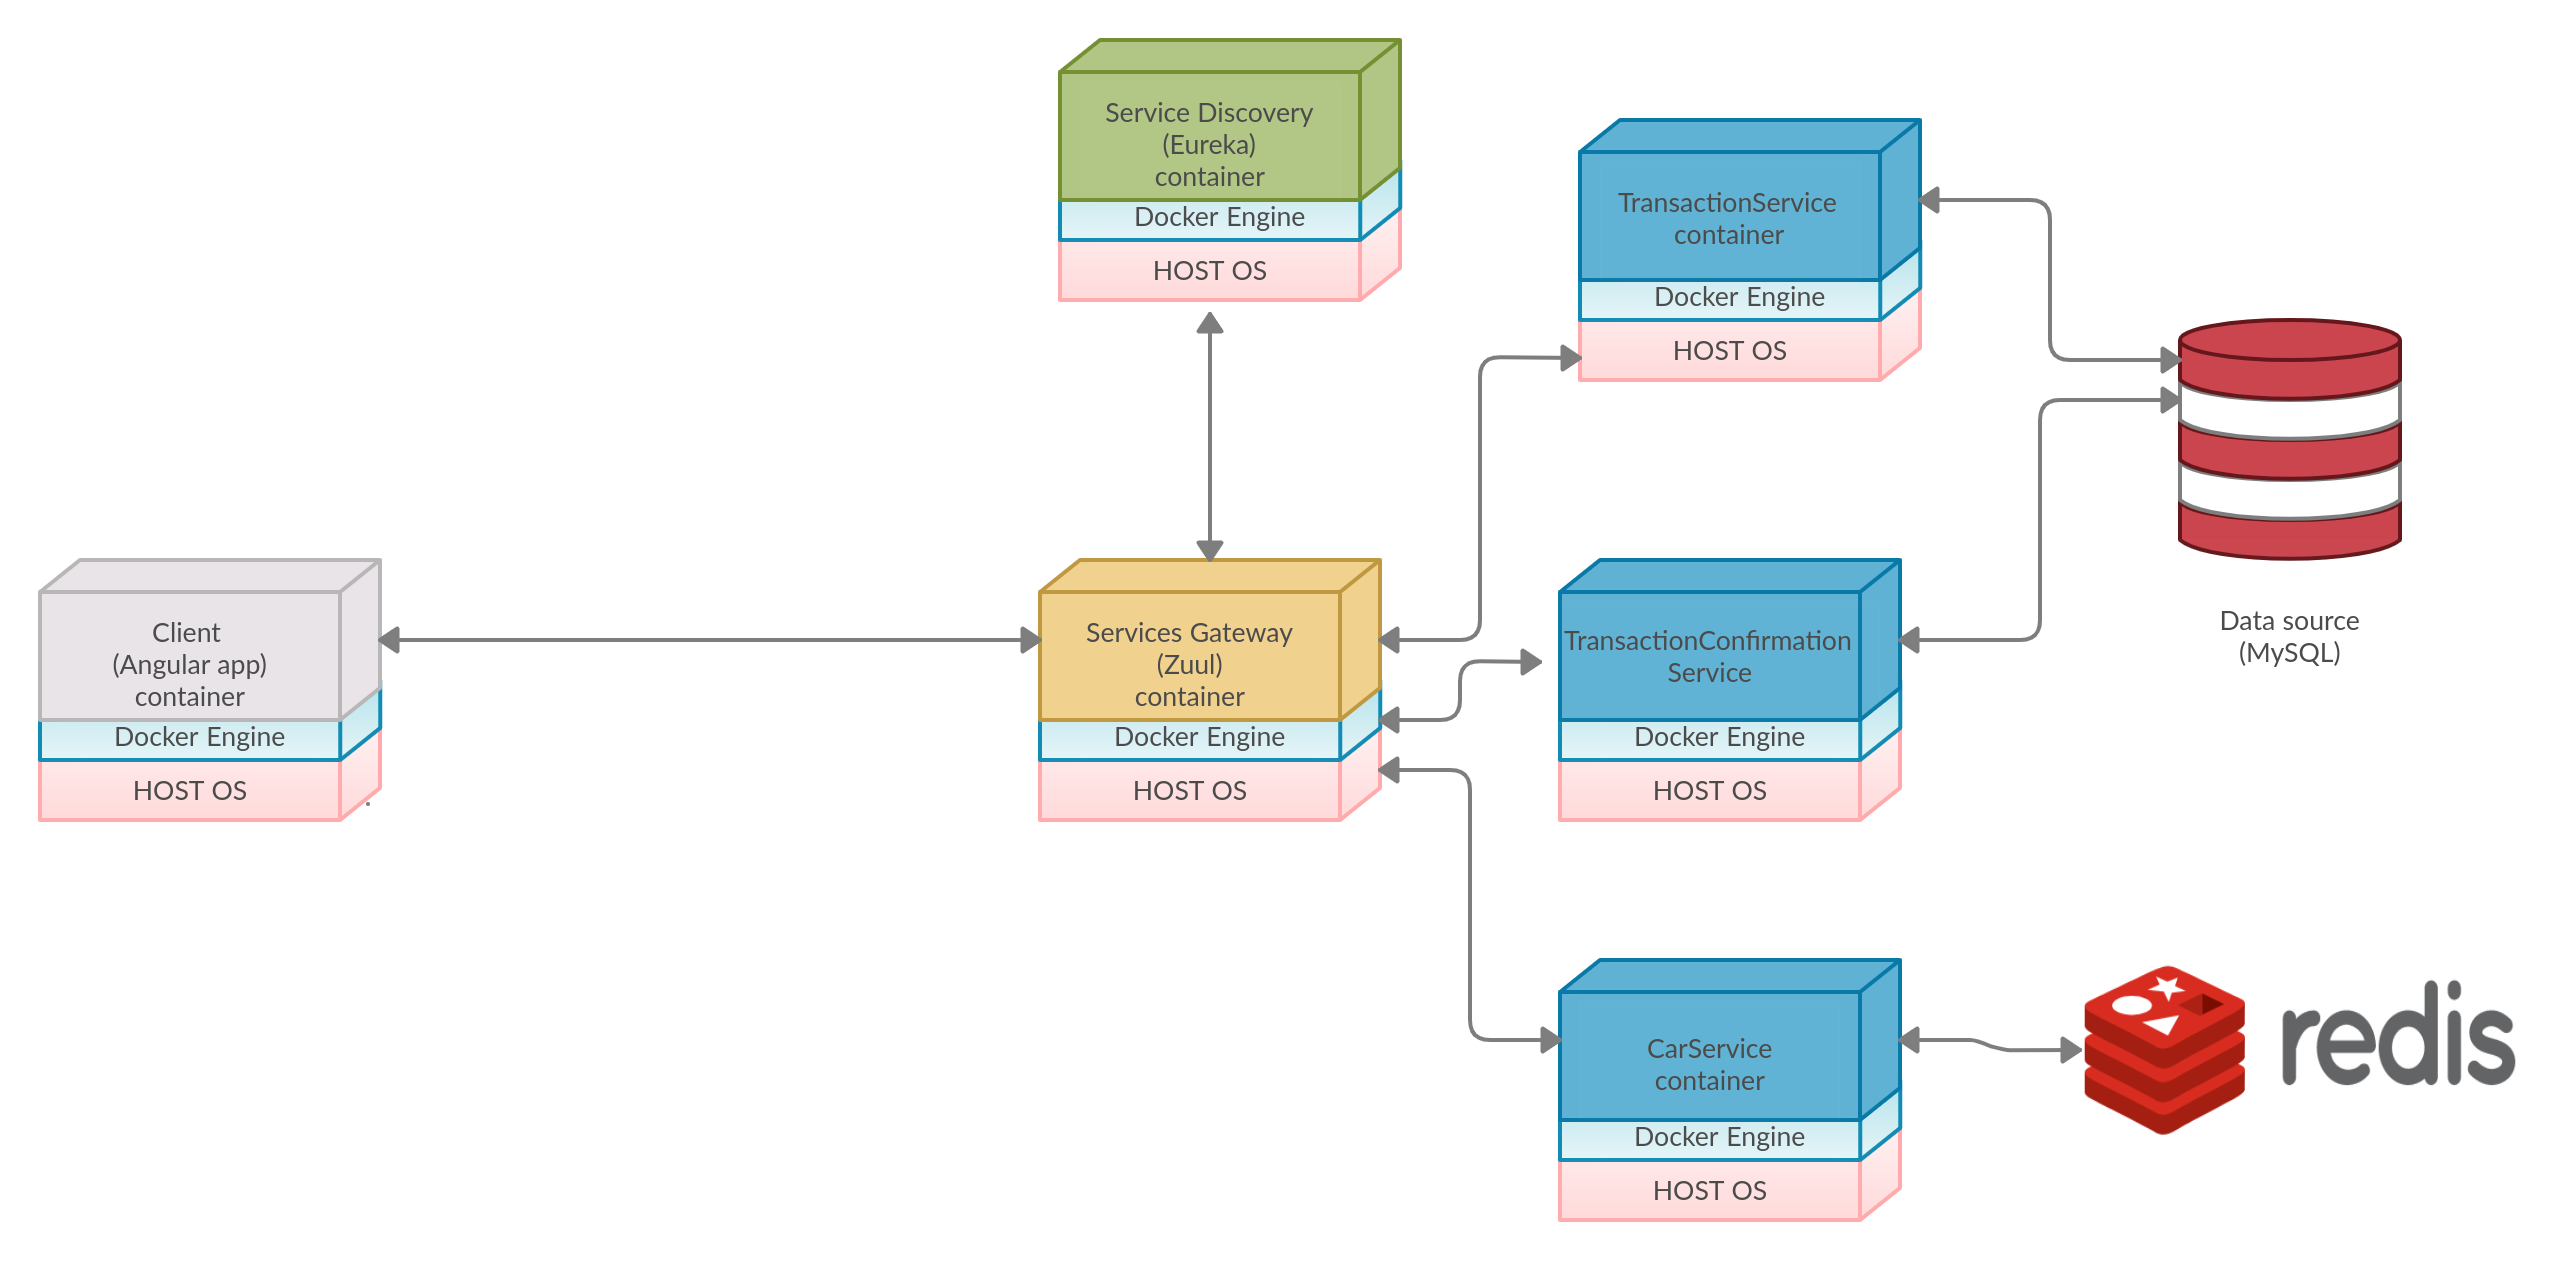 Service Discovery
(Eureka)
container
Docker Engine
HOST OS
TransactionService
container
Docker Engine
HOST OS
Data source
(MySQL)
Client
(Angular app)
container
Docker Engine
HOST OS
Services Gateway
(Zuul)
container
Docker Engine
HOST OS
TransactionConfirmation
Service
Docker Engine
HOST OS
CarService
container
Docker Engine
HOST OS
redis